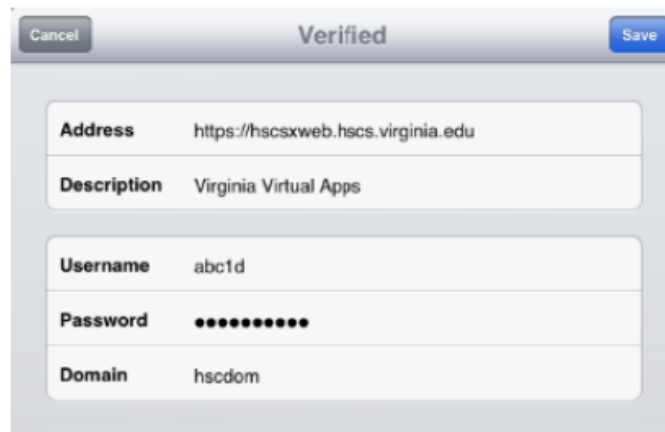 Cancel Verified Save
Address https://hscsxweb.hscs.virginia.edu
Description Virginia Virtual Apps
Username abc1d
Password ●●●●●●●●●●
Domain hscdom